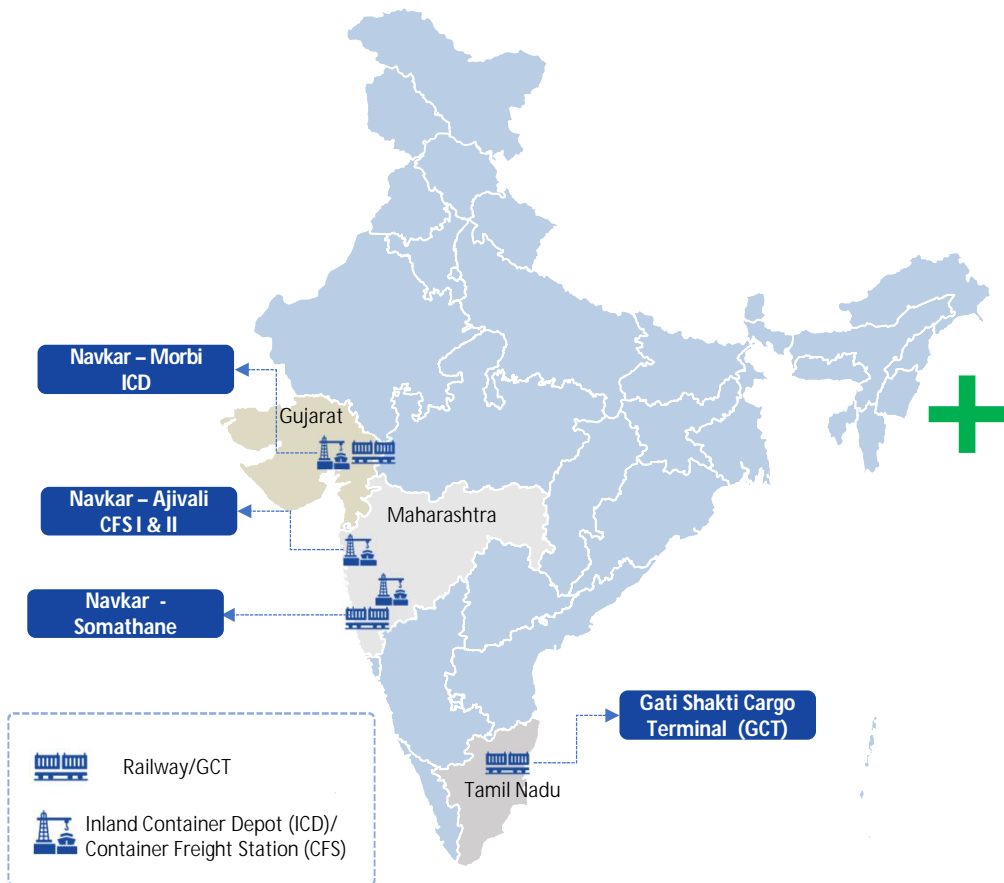 Navkar – Morbi
ICD
Gujarat
Navkar – Ajivali
CFS I & II
Maharashtra
Navkar -
Somathane
Gati Shakti Cargo
Terminal (GCT)
Tamil Nadu
Railway/GCT
Inland Container Depot (ICD)/
Container Freight Station (CFS)